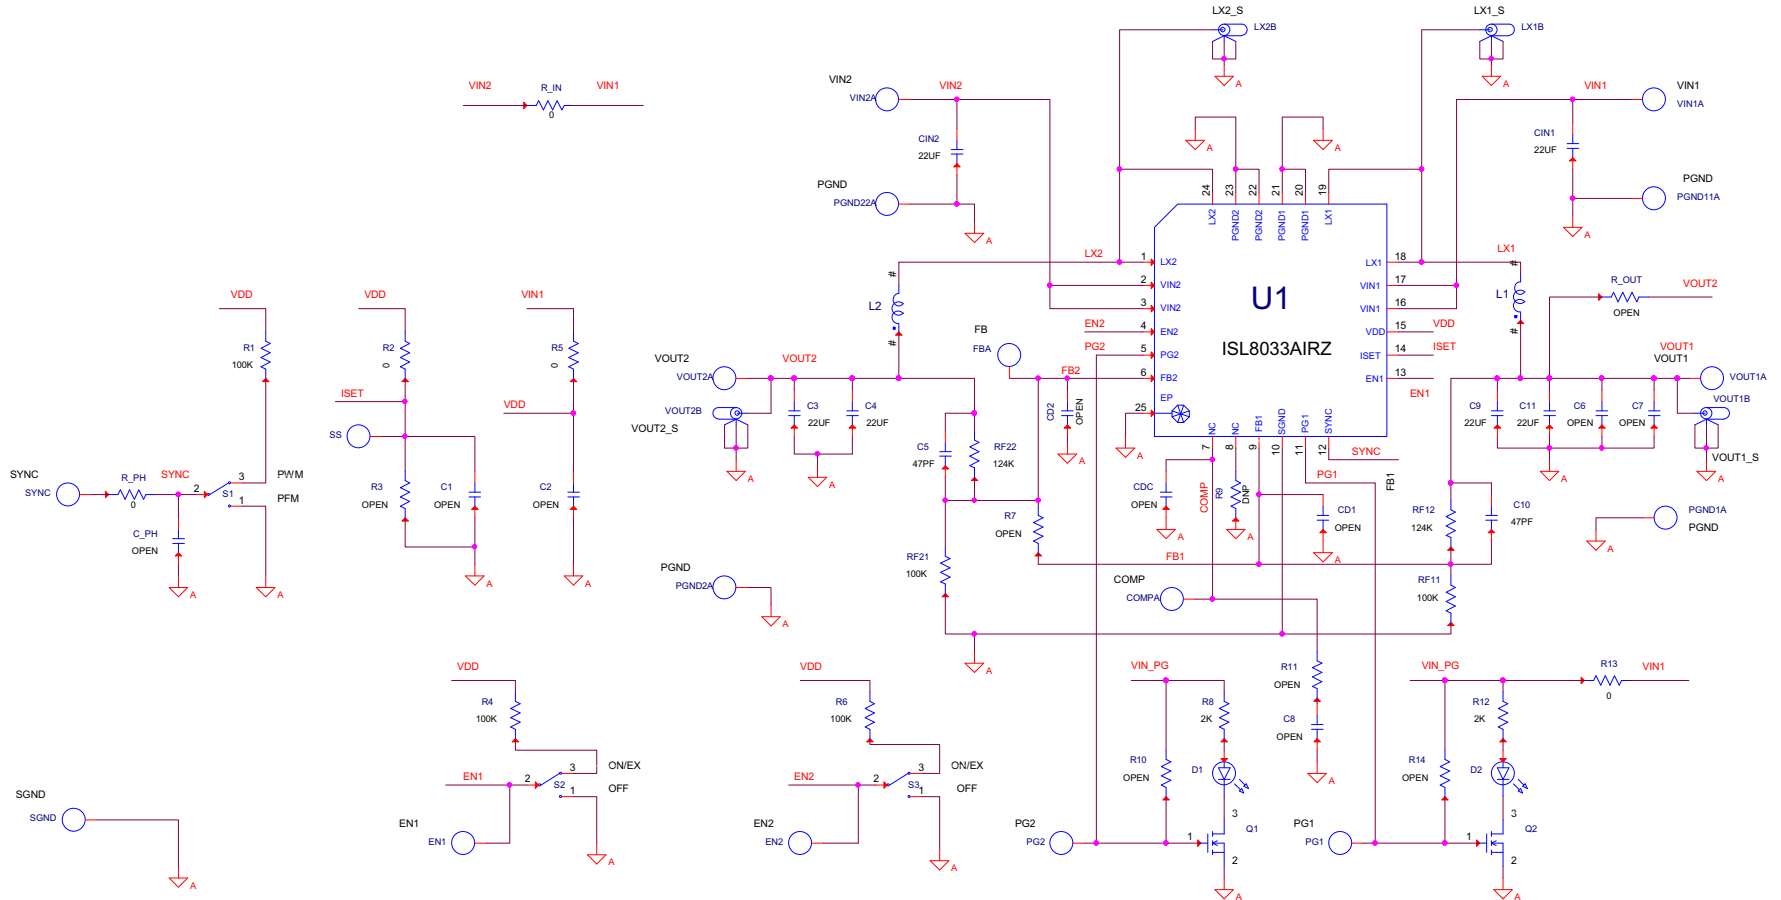 LX2_S
LX2B
LX1_S
LX1B
VIN2
R_IN
VIN1
0
VIN2
VIN2A
VIN2
CIN2
22UF
PGND
PGND22A
A
A
A
A
A
VIN1
VIN1
VIN1A
CIN1
22UF
PGND
PGND11A
A
24
23
22
21
20
19
LX2
PGND2
PGND2
PGND1
PGND1
LX1
LX2
1
LX2
2
VIN2
3
VIN2
EN2
4
EN2
PG2
5
PG2
FB2
6
FB2
EP
25
A
U1
ISL8033AIRZ
LX1
18
LX1
VIN1
17
VIN1
16
VDD
15
VDD
ISET
14
ISET
EN1
13
EN1
NC
NC
FB1
SGND
PG1
SYNC
7
8
9
10
11
12
SYNC
FB1
PG1
#
L2
#
#
L1
#
R_OUT
OPEN
VOUT2
VOUT1
VOUT1
VOUT1A
VOUT1B
VOUT1_S
A
C9
22UF
C11
22UF
C6
OPEN
C7
OPEN
A
VDD
R1
100K
VDD
R2
0
ISET
SS
R3
OPEN
C1
OPEN
A
VIN1
R5
0
VDD
C2
OPEN
A
SYNC
SYNC
R_PH
0
SYNC
2
S1
3
1
PWM
PFM
C_PH
OPEN
A
A
VOUT2
VOUT2A
VOUT2
VOUT2B
VOUT2_S
A
C3
22UF
C4
22UF
A
FB
FBA
CD2
OPEN
A
C5
47PF
RF22
124K
R7
OPEN
RF21
100K
A
PGND
PGND2A
A
CDC
OPEN
A
COMP
R9
DNP
A
CD1
OPEN
A
FB1
COMP
COMPA
RF12
124K
C10
47PF
RF11
100K
PGND1A
PGND
A
VDD
R4
100K
EN1
2
S2
3
1
ON/EX
OFF
EN1
EN1
A
VDD
R6
100K
EN2
2
S3
3
1
ON/EX
OFF
EN2
EN2
A
SGND
SGND
A
VIN_PG
R8
2K
R10
OPEN
D1
PG2
PG2
1
3
Q1
2
A
R11
OPEN
C8
OPEN
A
VIN_PG
R13
0
VIN1
R12
2K
R14
OPEN
D2
PG1
PG1
1
3
Q2
2
A